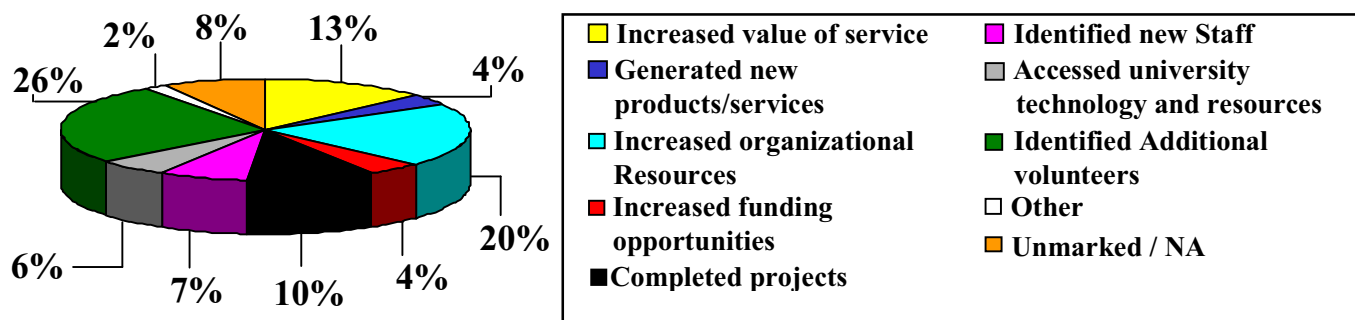 2%
8%
13%
26%
4%
6%
7%
10%
4%
20%
Increased value of service
Generated new
products/services
Increased organizational
Resources
Increased funding
opportunities
Completed projects
Identified new Staff
Accessed university
technology and resources
Identified Additional
volunteers
Other
Unmarked / NA